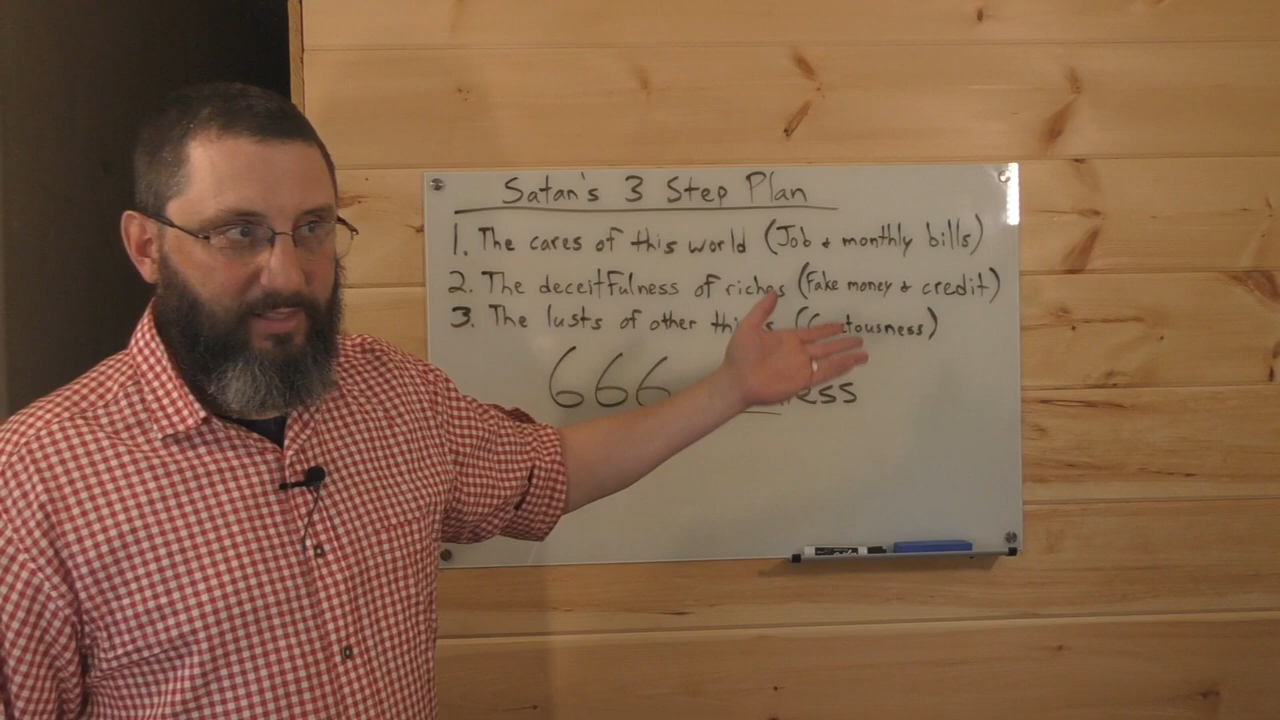 Satan's 3 Step Plan
1. The cares of this world (Job & monthly bills)
2. The deceitfulness of riches (Fake money & credit)
3. The lusts of other
666